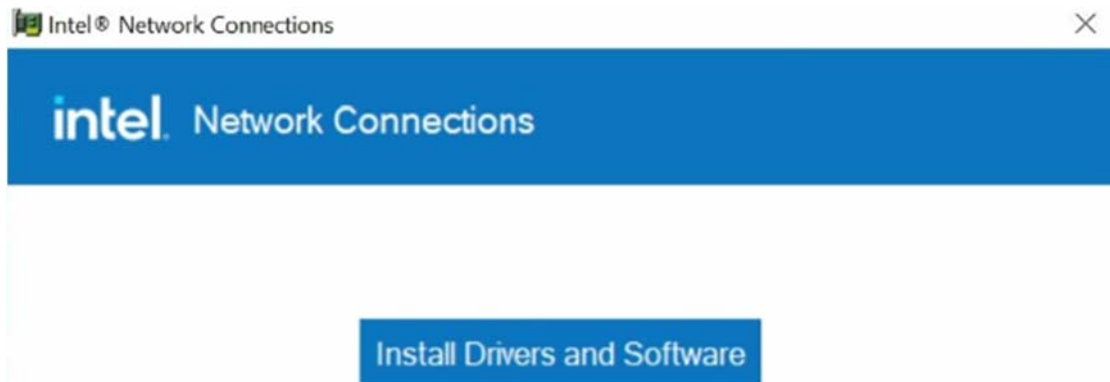 Intel® Network Connections
intel. Network Connections
Install Drivers and Software